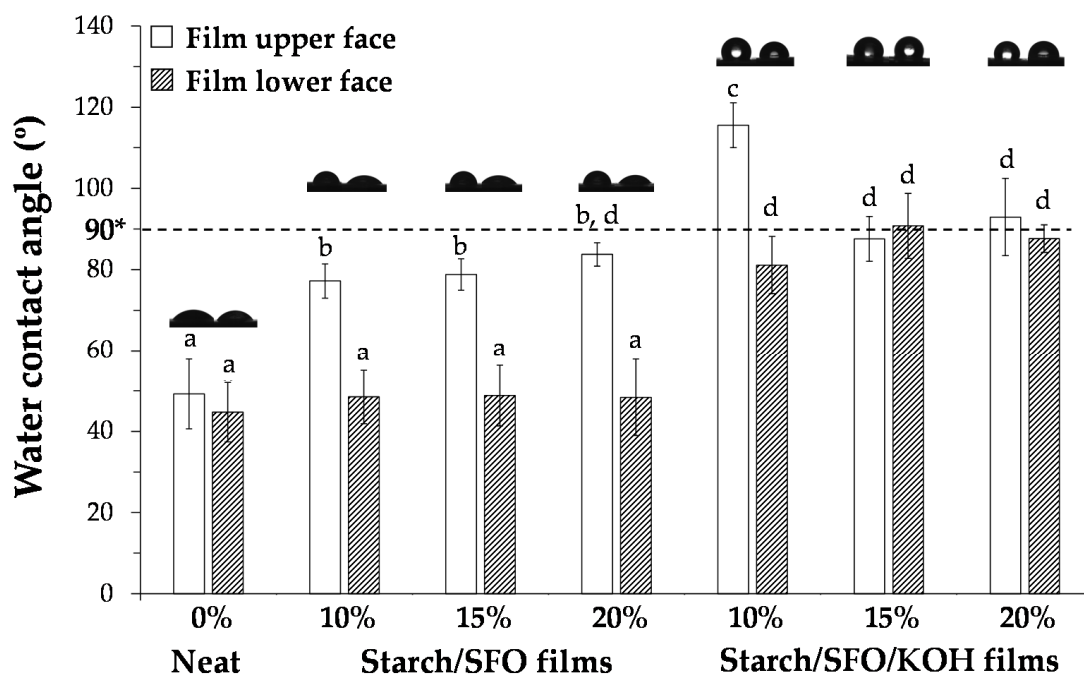 Water contact angle (º)
140
120
100
90*
80
60
40
20
0
Film upper face
Film lower face
a
a
b
a
b
a
b, d
a
c
d
d
d
d
d
0%
10%
15%
20%
10%
15%
20%
Neat
Starch/SFO films
Starch/SFO/KOH films